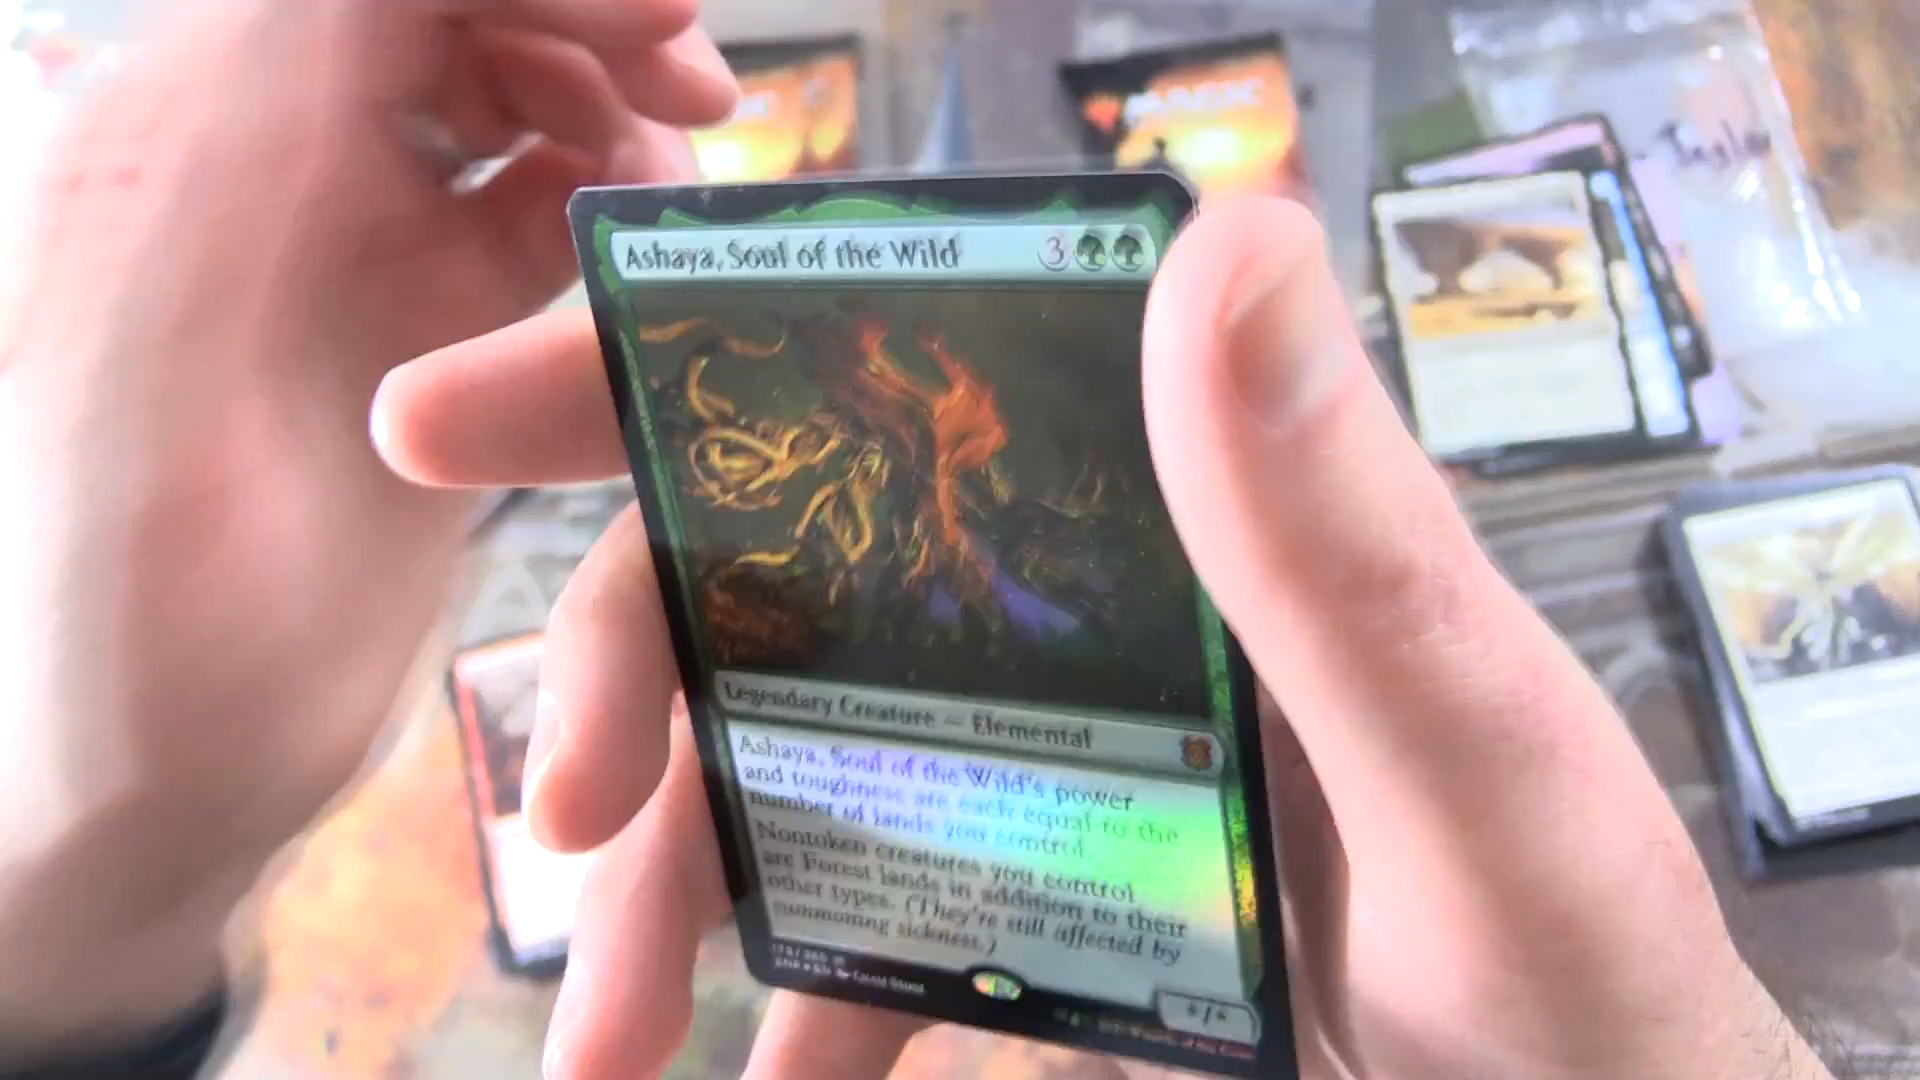 MAGIC
Ashaya, Soul of the Wild 3
Legendary Creature — Elemental
Ashaya, Soul of the Wild's power
and toughness are each equal to the
number of lands you control.
Nontoken creatures you control
are Forest lands in addition to their
other types. (They're still affected by
summoning sickness.)
*/*